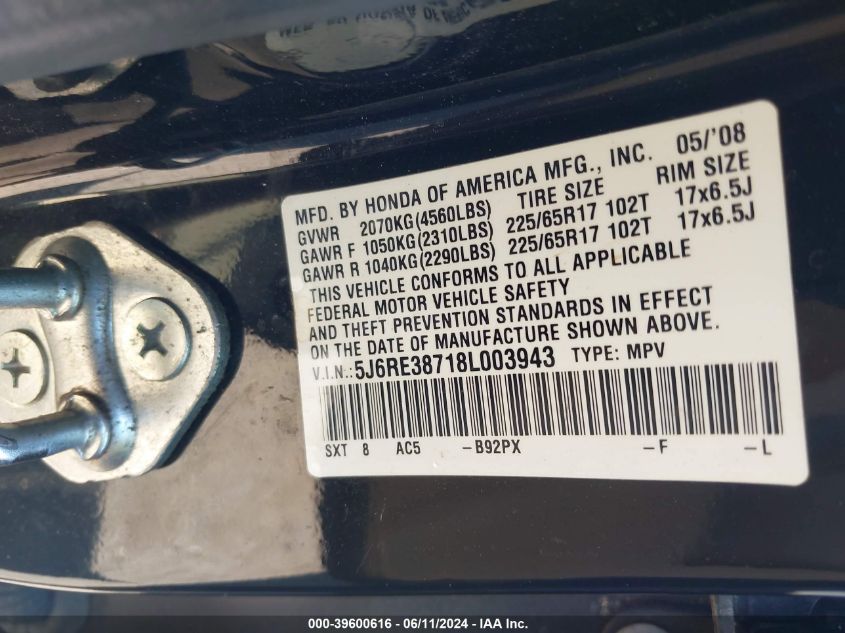 MFD. BY HONDA OF AMERICA MFG., INC. 05/'08
GVWR 2070KG(4560LBS) TIRE SIZE RIM SIZE
GAWR F 1050KG(2310LBS) 225/65R17 102T 17x6.5J
GAWR R 1040KG(2290LBS) 225/65R17 102T 17x6.5J
THIS VEHICLE CONFORMS TO ALL APPLICABLE
FEDERAL MOTOR VEHICLE SAFETY
AND THEFT PREVENTION STANDARDS IN EFFECT
ON THE DATE OF MANUFACTURE SHOWN ABOVE.
V.I.N.: 5J6RE38718L003943 TYPE: MPV
SXT 8 AC5 -B92PX -F -L
000-39600616 - 06/11/2024 - IAA Inc.